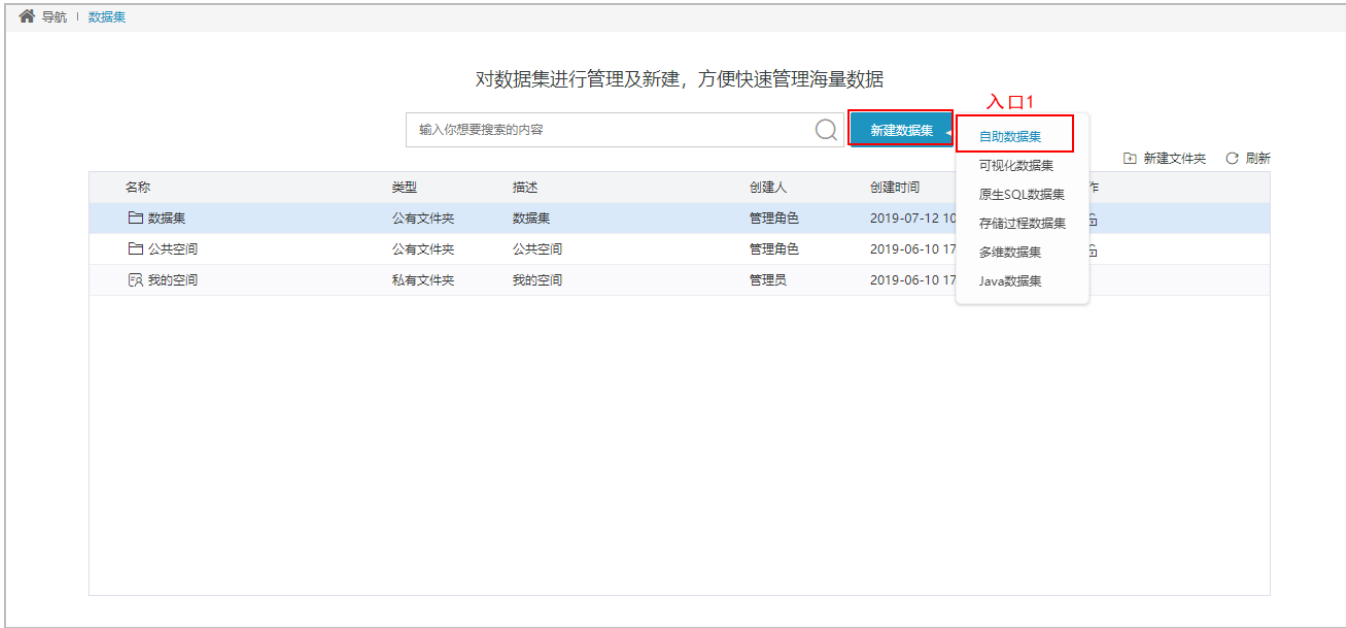 导航 | 数据集
对数据集进行管理及新建，方便快速管理海量数据
入口1
输入你想要搜索的内容
新建数据集
自助数据集
可视化数据集
原生SQL数据集
存储过程数据集
多维数据集
Java数据集
新建文件夹 刷新
名称 类型 描述 创建人 创建时间 作
数据集 公有文件夹 数据集 管理角色 2019-07-12 10
公共空间 公有文件夹 公共空间 管理角色 2019-06-10 17
我的空间 私有文件夹 我的空间 管理员 2019-06-10 17